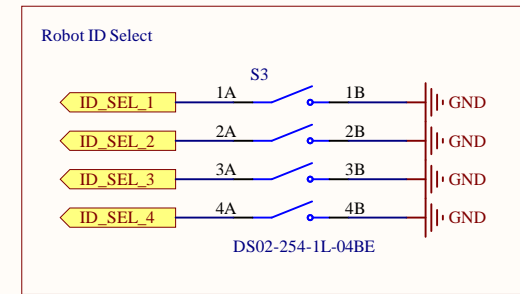 Robot ID Select
S3
ID_SEL_1 1A 1B GND
ID_SEL_2 2A 2B GND
ID_SEL_3 3A 3B GND
ID_SEL_4 4A 4B GND
DS02-254-1L-04BE